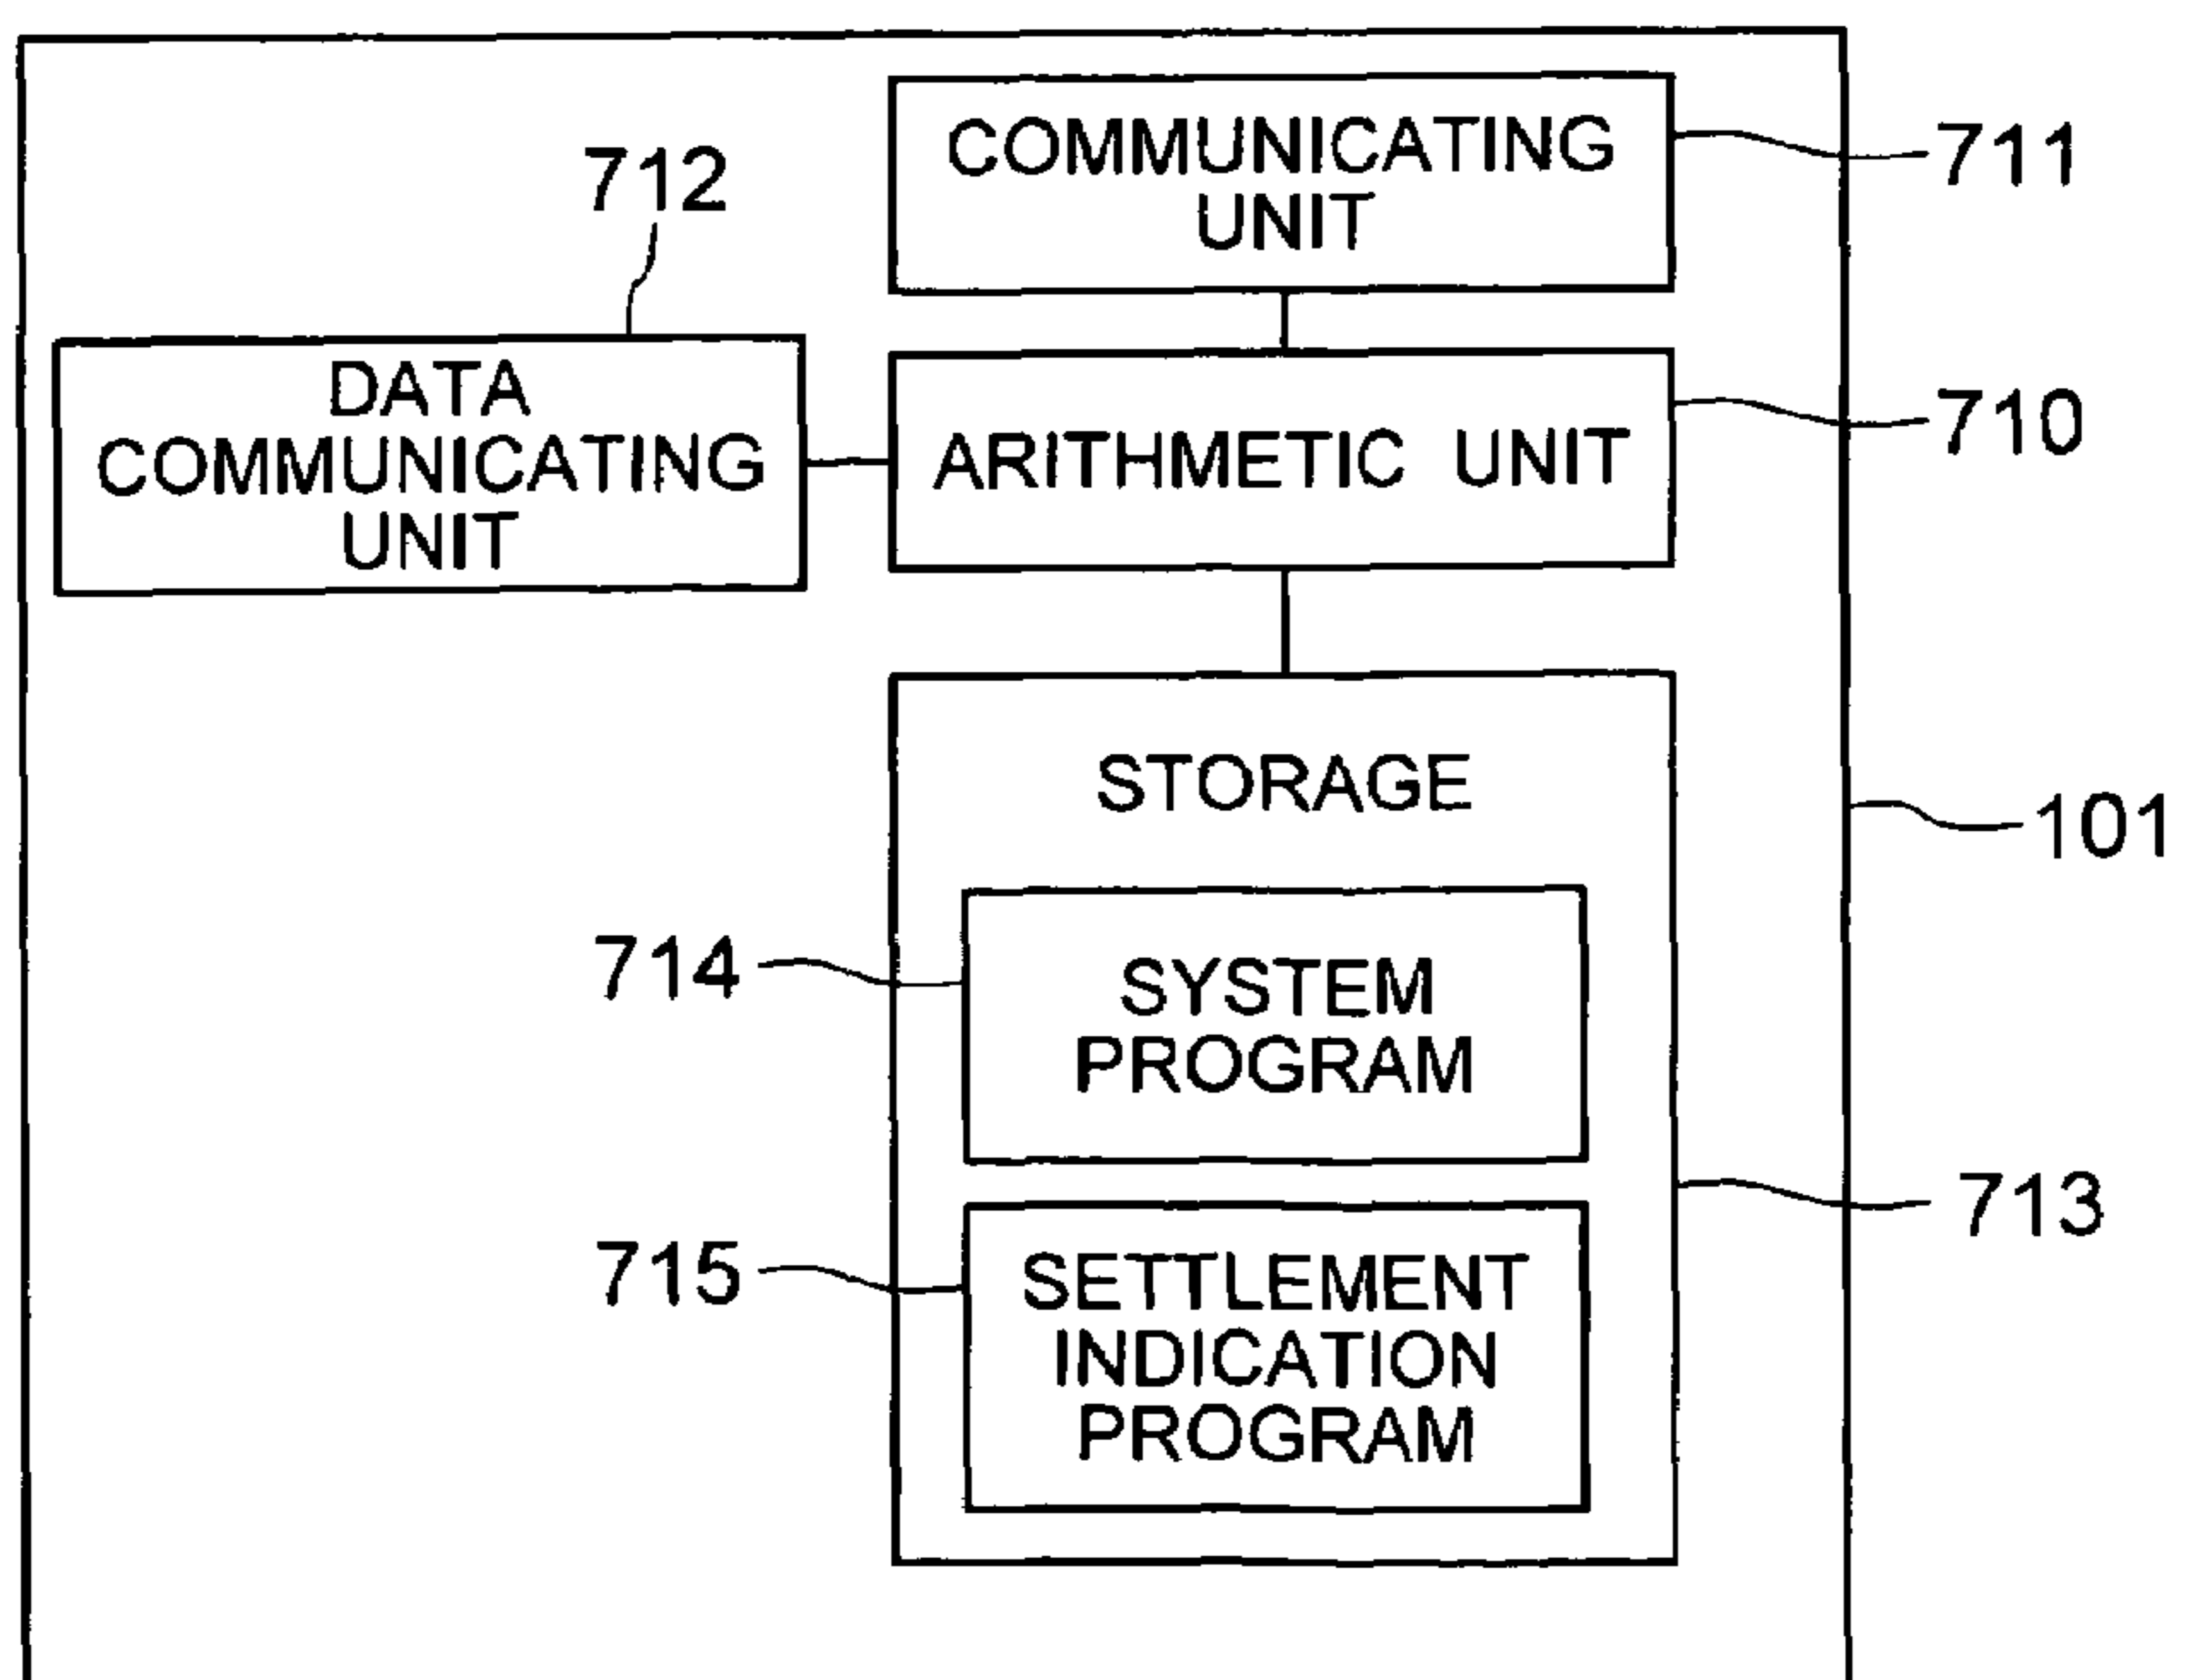 COMMUNICATING
UNIT
711
712
DATA
COMMUNICATING
UNIT
ARITHMETIC UNIT
710
STORAGE
101
714
SYSTEM
PROGRAM
713
715
SETTLEMENT
INDICATION
PROGRAM